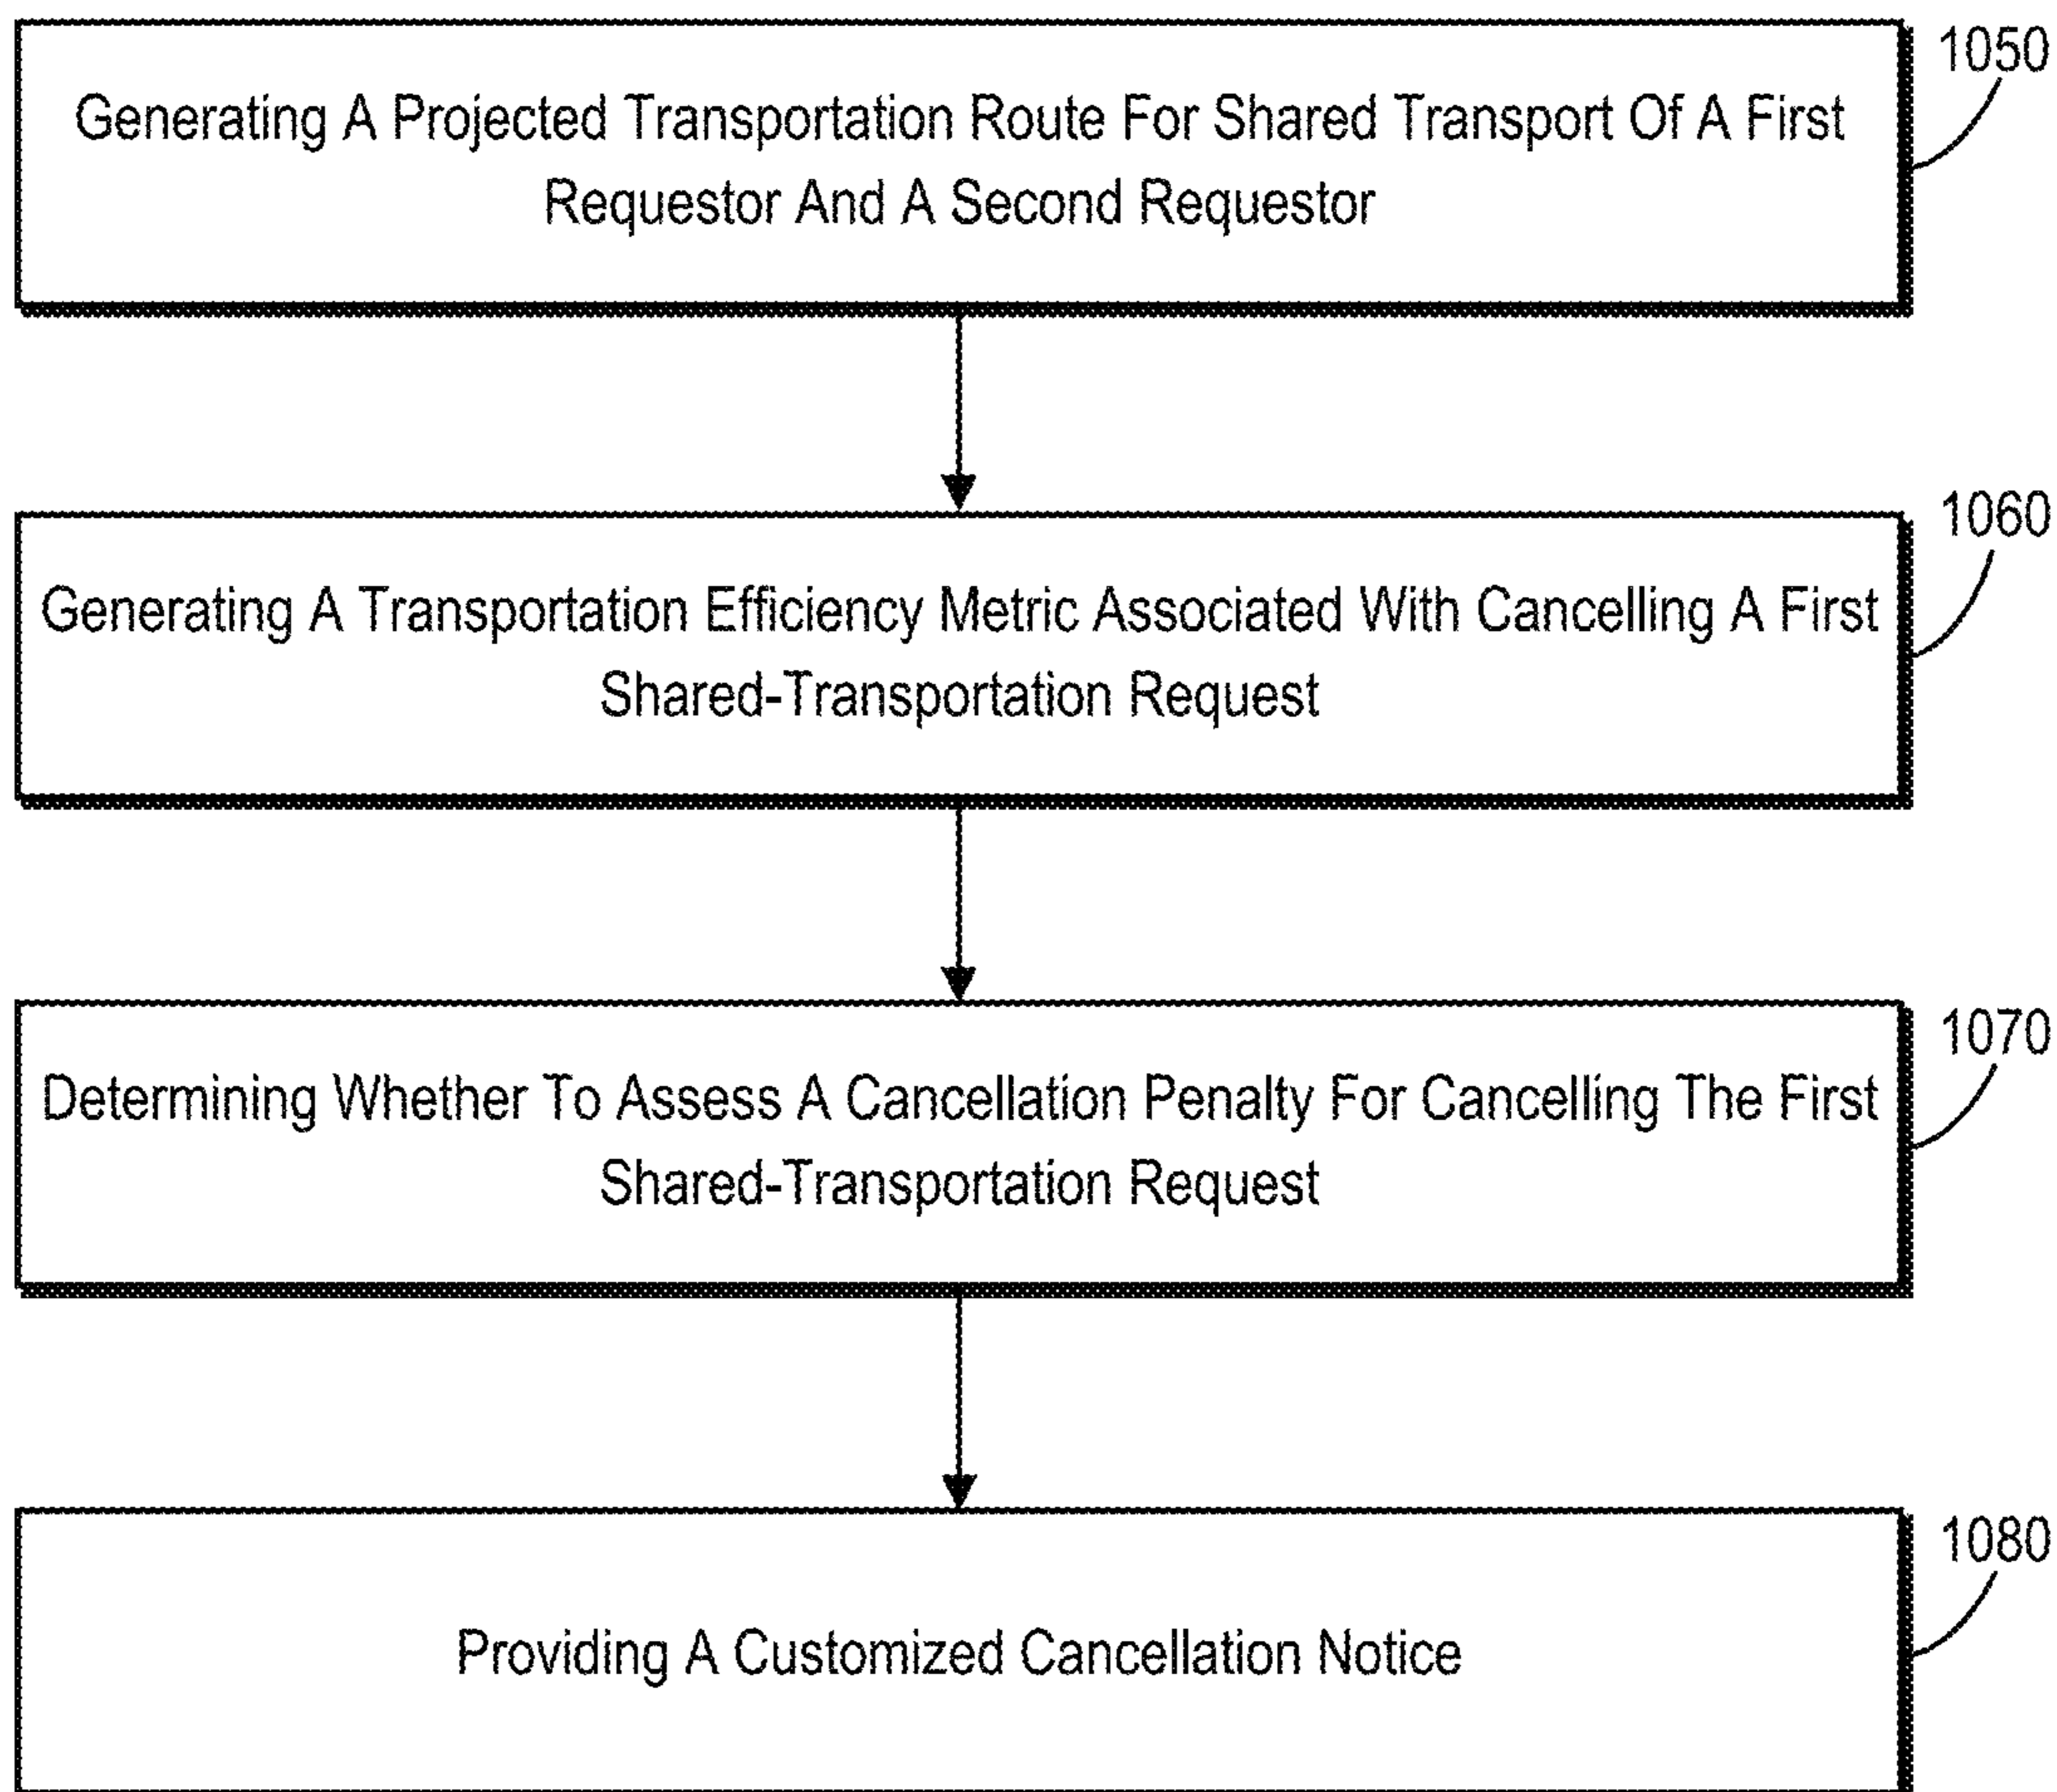 1050
Generating A Projected Transportation Route For Shared Transport Of A First
Requestor And A Second Requestor
1060
Generating A Transportation Efficiency Metric Associated With Cancelling A First
Shared-Transportation Request
1070
Determining Whether To Assess A Cancellation Penalty For Cancelling The First
Shared-Transportation Request
1080
Providing A Customized Cancellation Notice